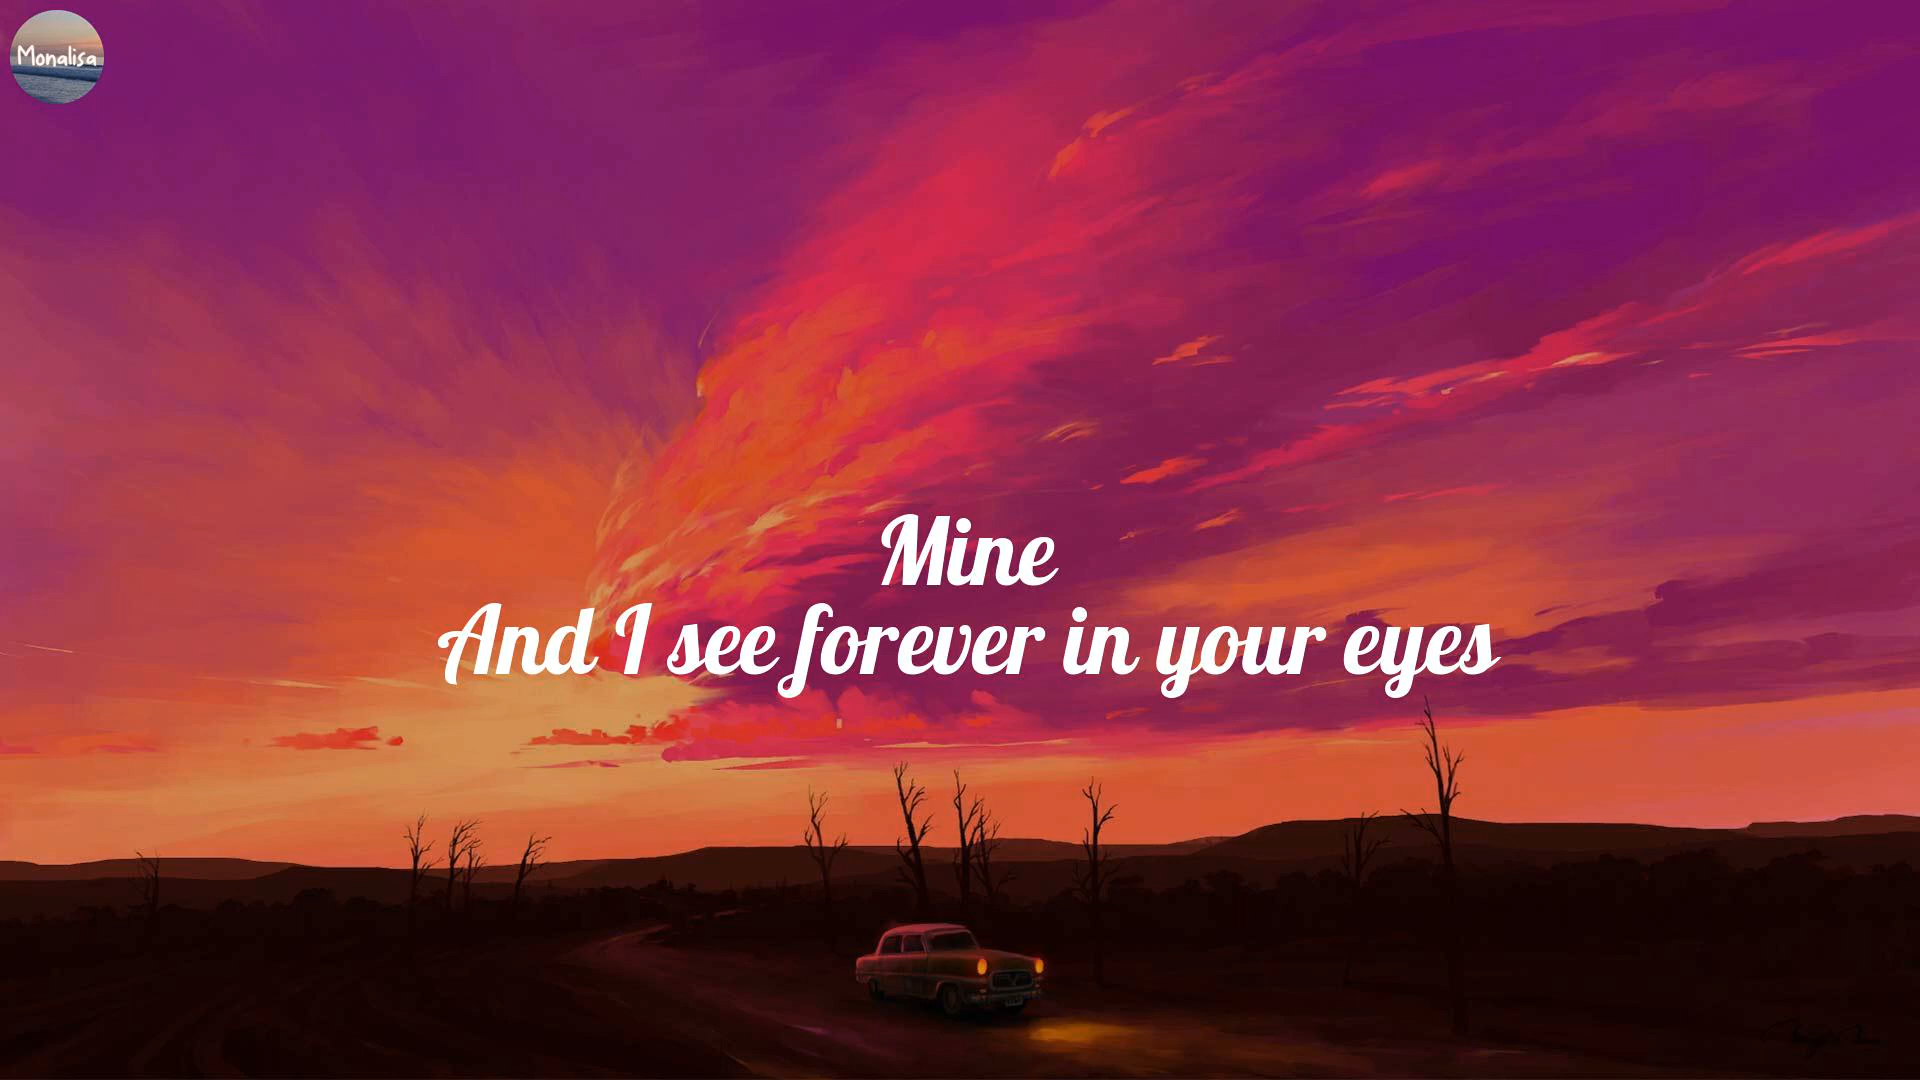 Monalisa
Mine
And I see forever in your eyes